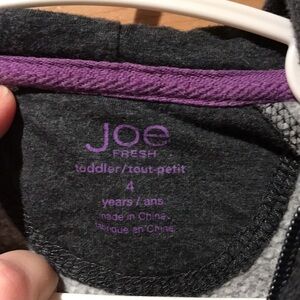 Joe
FRESH
toddler/tout-petit
4
years/ans
made in China.
fabriqué en Chine.